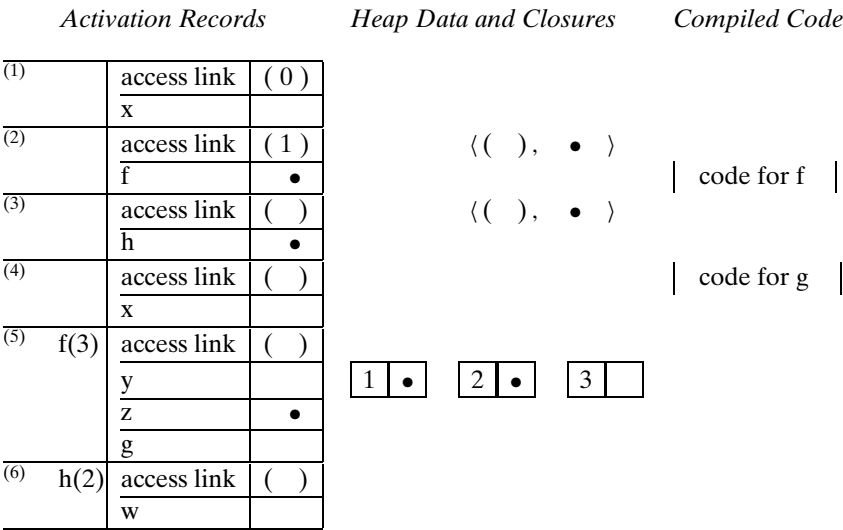 Activation Records Heap Data and Closures Compiled Code
(1) access link ( 0 )
x
(2) access link ( 1 ) ⟨ ( ), • ⟩
f • code for f
(3) access link ( ) ⟨ ( ), • ⟩
h •
(4) access link ( ) code for g
x
(5) f(3) access link ( )
y 1 • 2 • 3
z •
g
(6) h(2) access link ( )
w